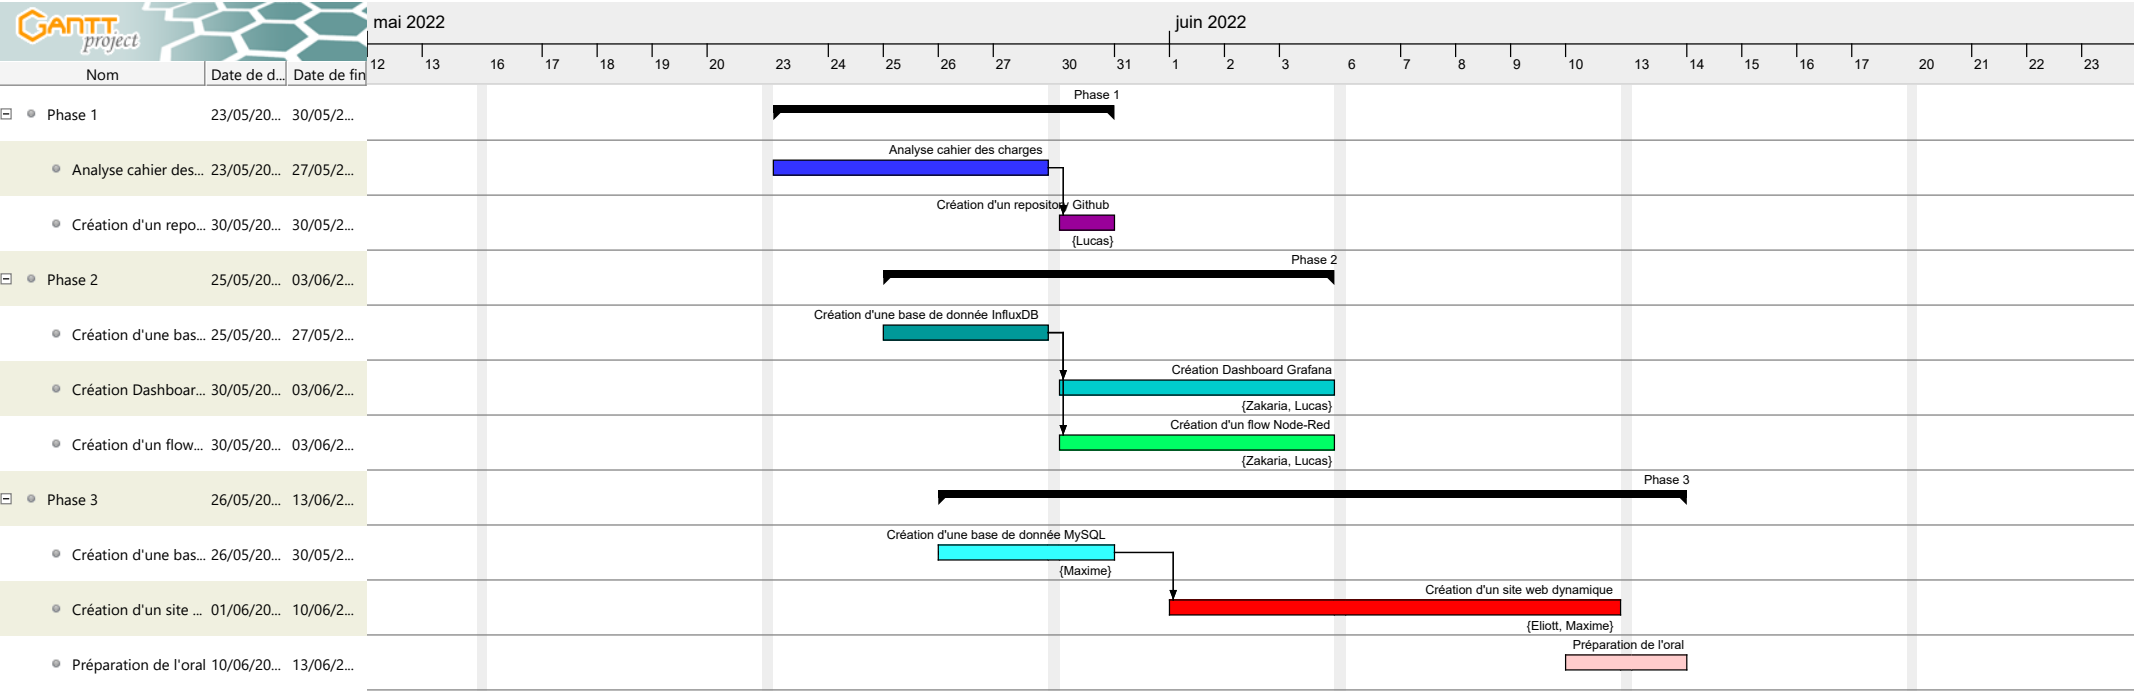 GANTT
project
mai 2022
juin 2022
Nom Date de d... Date de fin
12 13 16 17 18 19 20 23 24 25 26 27 30 31 1 2 3 6 7 8 9 10 13 14 15 16 17 20 21 22 23
Phase 1 23/05/20... 30/05/2...
Phase 1
Analyse cahier des... 23/05/20... 27/05/2...
Analyse cahier des charges
Création d'un repo... 30/05/20... 30/05/2...
Création d'un repository Github
{Lucas}
Phase 2 25/05/20... 03/06/2...
Phase 2
Création d'une bas... 25/05/20... 27/05/2...
Création d'une base de donnée InfluxDB
Création Dashboar... 30/05/20... 03/06/2...
Création Dashboard Grafana
{Zakaria, Lucas}
Création d'un flow... 30/05/20... 03/06/2...
Création d'un flow Node-Red
{Zakaria, Lucas}
Phase 3 26/05/20... 13/06/2...
Phase 3
Création d'une bas... 26/05/20... 30/05/2...
Création d'une base de donnée MySQL
{Maxime}
Création d'un site ... 01/06/20... 10/06/2...
Création d'un site web dynamique
{Eliott, Maxime}
Préparation de l'oral 10/06/20... 13/06/2...
Préparation de l'oral